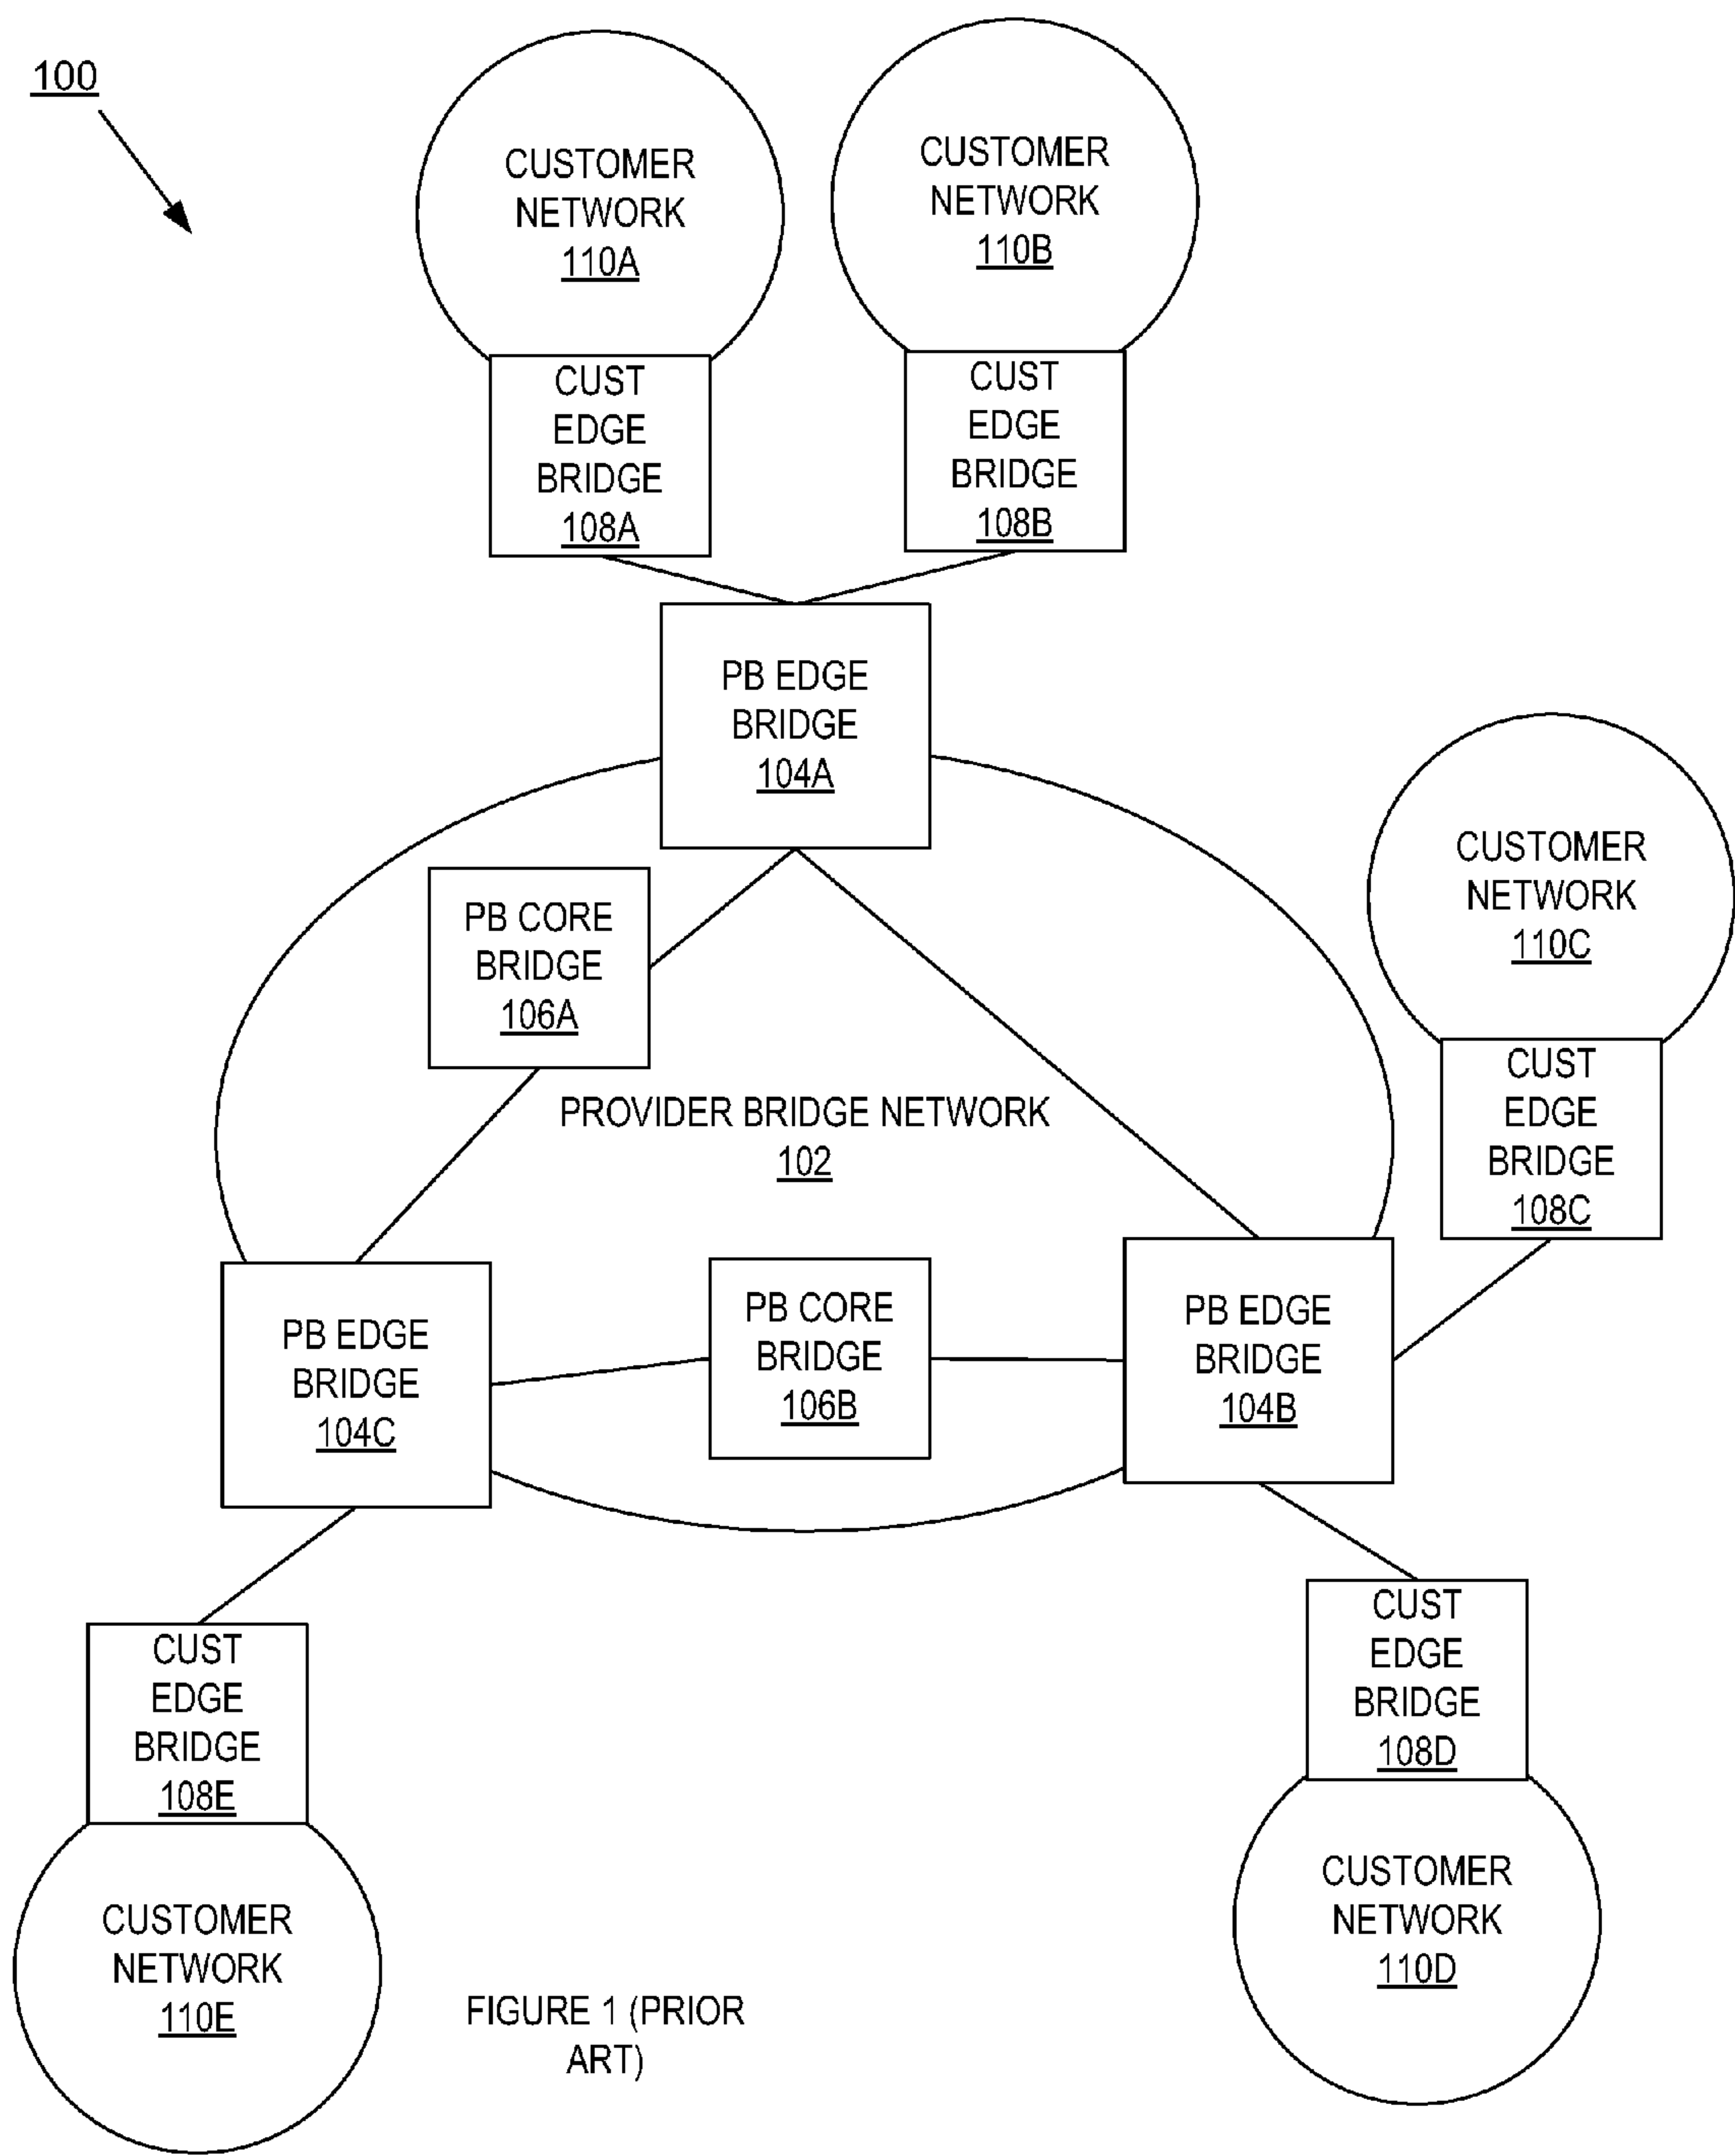 100
CUSTOMER
NETWORK
110A
CUSTOMER
NETWORK
110B
CUST
EDGE
BRIDGE
108A
CUST
EDGE
BRIDGE
108B
PB EDGE
BRIDGE
104A
CUSTOMER
NETWORK
110C
PB CORE
BRIDGE
106A
CUST
EDGE
BRIDGE
108C
PROVIDER BRIDGE NETWORK
102
PB EDGE
BRIDGE
104C
PB CORE
BRIDGE
106B
PB EDGE
BRIDGE
104B
CUST
EDGE
BRIDGE
108E
CUST
EDGE
BRIDGE
108D
CUSTOMER
NETWORK
110E
CUSTOMER
NETWORK
110D
FIGURE 1 (PRIOR
ART)